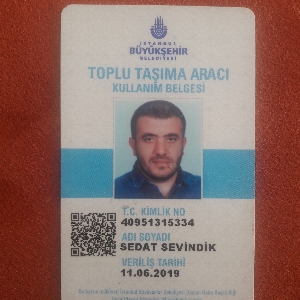 İSTANBUL
BÜYÜKŞEHİR
BELEDİYESİ
TOPLU TAŞIMA ARACI
KULLANIM BELGESİ
T.C. KİMLİK NO
40951315334
ADI SOYADI
SEDAT SEVİNDİK
VERİLİŞ TARİHİ
11.06.2019